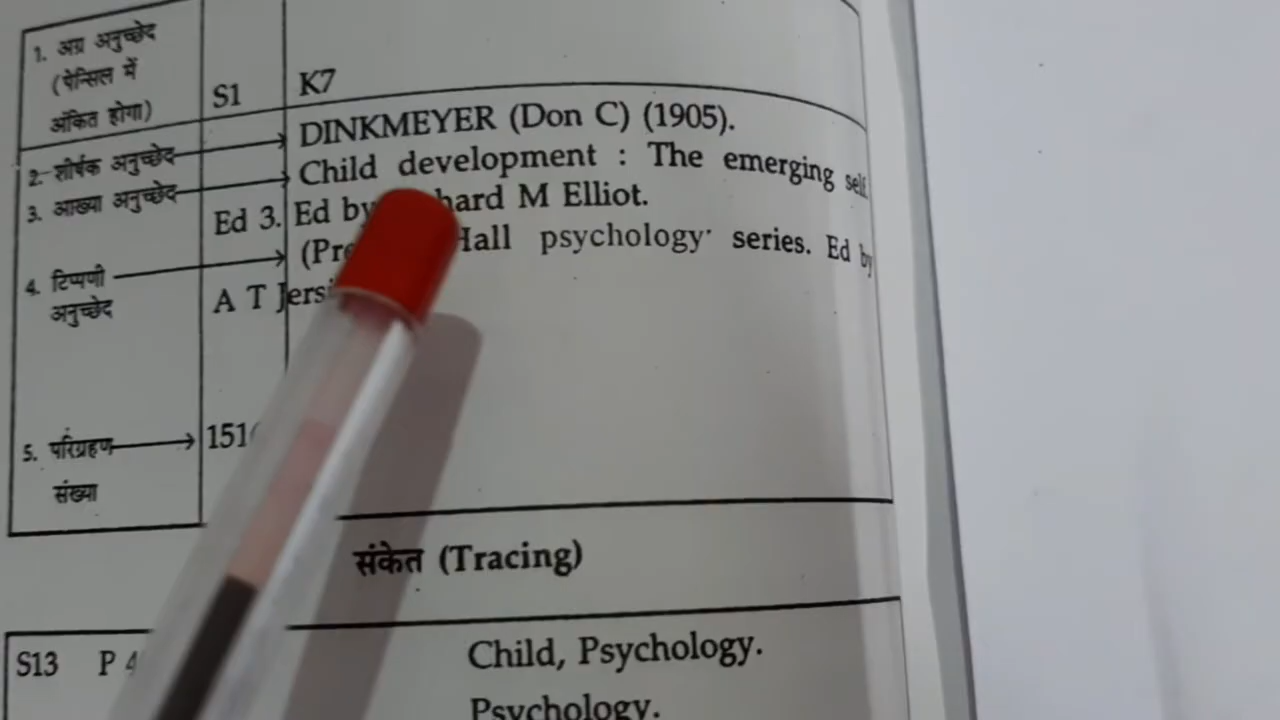 1. अग्र अनुच्छेद
(पेन्सिल में
अंकित होगा)
S1 K7
2. शीर्षक अनुच्छेद DINKMEYER (Don C) (1905).
3. आख्या अनुच्छेद Child development : The emerging self.
Ed 3. Ed by M Elliot.
4. टिप्पणी Hall psychology series. Ed by
अनुच्छेद A T
5. परिग्रहण
संख्या
संकेत (Tracing)
S13 P Child, Psychology.
Psychology.